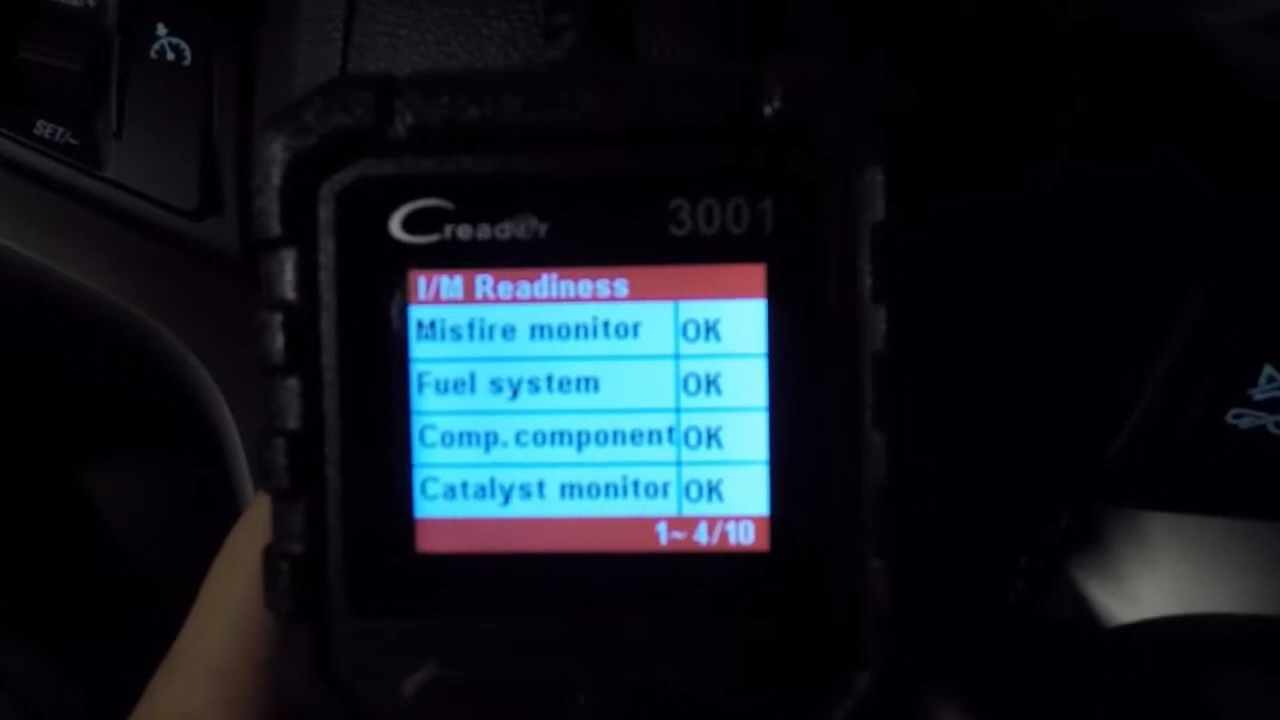 SET/-
Creader 3001
I/M Readiness
Misfire monitor OK
Fuel system OK
Comp.component OK
Catalyst monitor OK
1~4/10